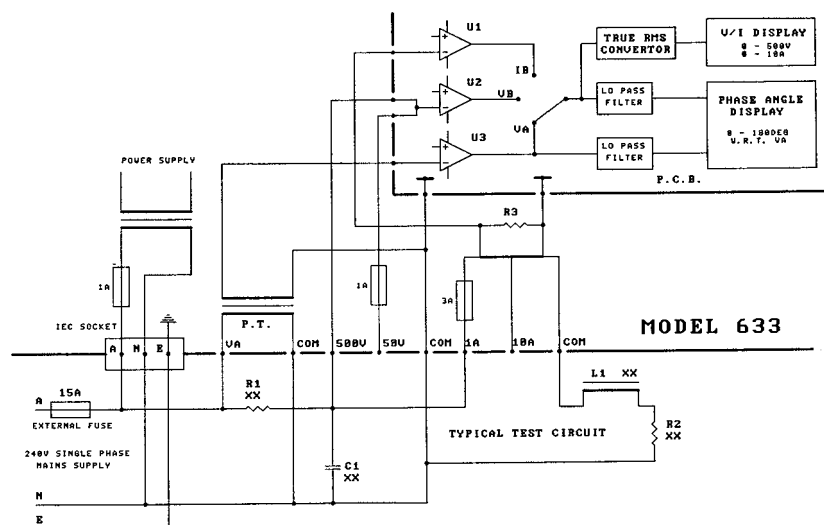 U1
U2
U3
IB
VB
VA
TRUE RMS
CONVERTOR
V/I DISPLAY
0 - 500V
0 - 10A
LO PASS
FILTER
PHASE ANGLE
DISPLAY
0 - 180DEG
W.R.T. VA
LO PASS
FILTER
P.C.B.
POWER SUPPLY
R3
1A
1A
3A
IEC SOCKET
P.T.
MODEL 633
A
N
E
VA
COM
500V
50V
COM
1A
10A
COM
15A
A
EXTERNAL FUSE
R1
XX
L1 XX
R2
XX
TYPICAL TEST CIRCUIT
240V SINGLE PHASE
MAINS SUPPLY
C1
XX
N
E